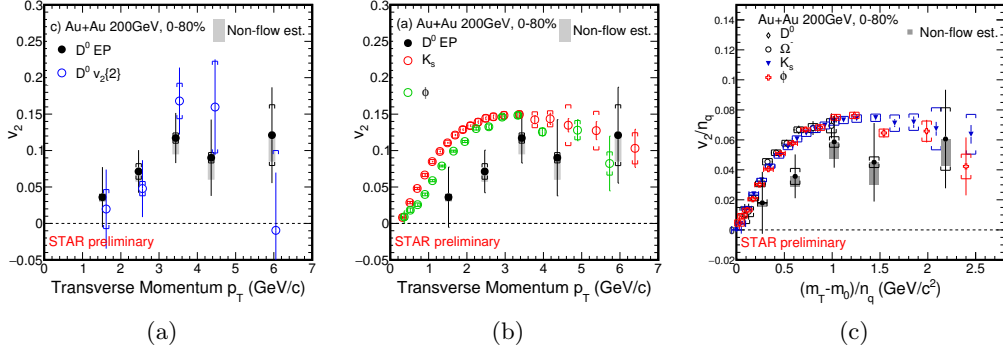 c) Au+Au 200GeV, 0-80%
Non-flow est.
D⁰ EP
D⁰ v₂{2}
v₂
0.3
0.25
0.2
0.15
0.1
0.05
0
−0.05
STAR preliminary
0 1 2 3 4 5 6 7
Transverse Momentum p_T (GeV/c)
(a)
(a) Au+Au 200GeV, 0-80%
Non-flow est.
D⁰ EP
K_s
ϕ
v₂
0.3
0.25
0.2
0.15
0.1
0.05
0
−0.05
STAR preliminary
0 1 2 3 4 5 6 7
Transverse Momentum p_T (GeV/c)
(b)
Au+Au 200GeV, 0-80%
Non-flow est.
D⁰
Ω⁻
K_s
ϕ
v₂/n_q
0.12
0.1
0.08
0.06
0.04
0.02
0
−0.02
STAR preliminary
0 0.5 1 1.5 2 2.5
(m_T-m₀)/n_q (GeV/c²)
(c)